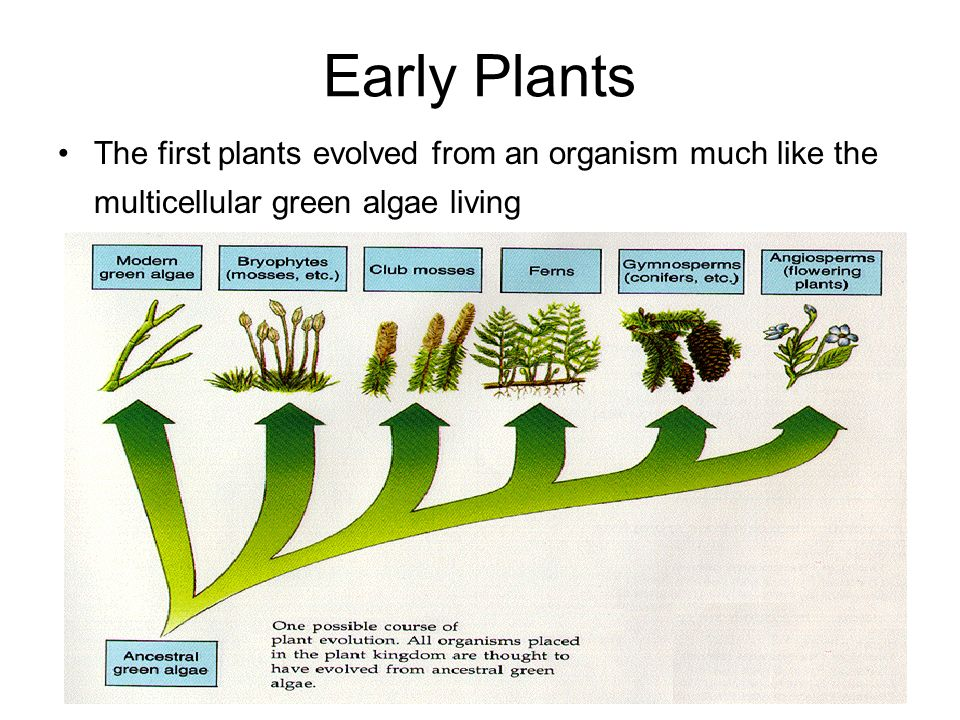 Early Plants
• The first plants evolved from an organism much like the
multicellular green algae living
Modern
green algae
Bryophytes
(mosses, etc.)
Club mosses
Ferns
Gymnosperms
(conifers, etc.)
Angiosperms
(flowering
plants)
One possible course of
plant evolution. All organisms placed
in the plant kingdom are thought to
have evolved from ancestral green
algae.
Ancestral
green algae